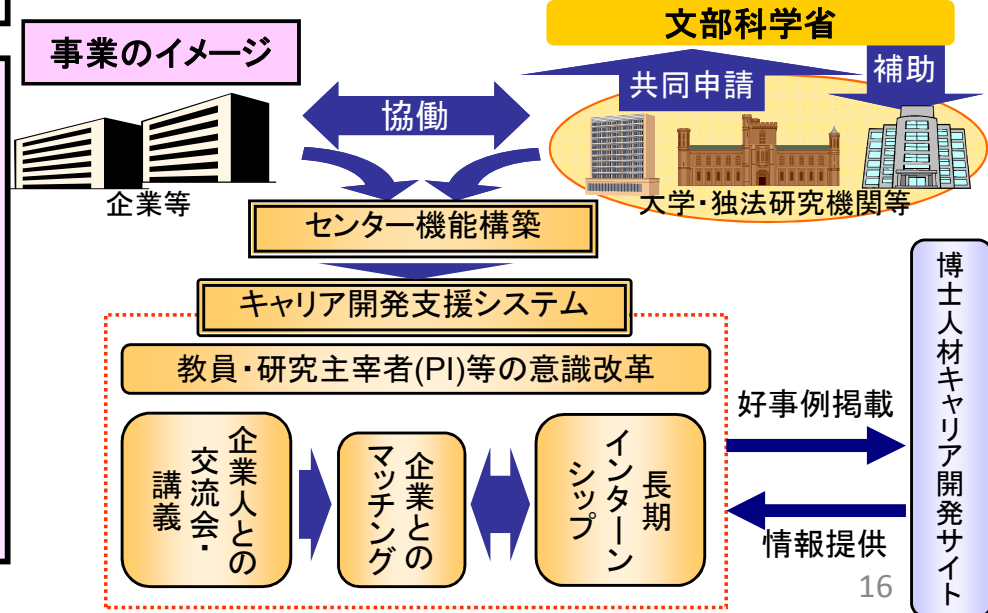 文部科学省
事業のイメージ
共同申請
補助
協働
企業等
大学・独法研究機関等
センター機能構築
キャリア開発支援システム
教員・研究主宰者(PI)等の意識改革
企業人との
交流会・
講義
企業との
マッチング
長期
インターン
シップ
好事例掲載
情報提供
博士人材キャリア開発サイト
16